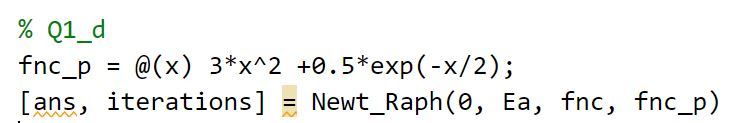 % Q1_d
fnc_p = @(x) 3*x^2 +0.5*exp(-x/2);
[ans, iterations] = Newt_Raph(0, Ea, fnc, fnc_p)